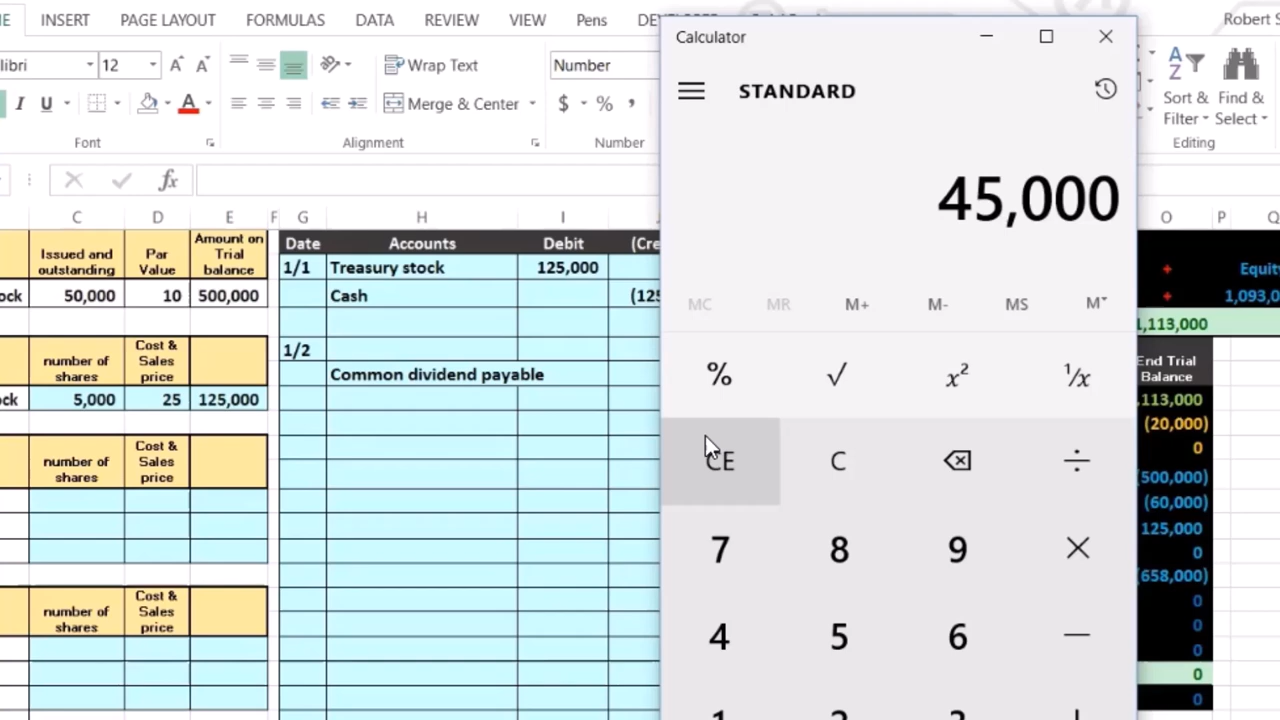 INSERT PAGE LAYOUT FORMULAS DATA REVIEW VIEW Pens
Robert S
Calculator
12
Wrap Text
Number
STANDARD
Merge & Center
$ % ,
Sort & Find &
Filter Select
Font Alignment Number
Editing
fx
45,000
C D E F G H I
O P Q
Issued and outstanding
Par Value
Amount on Trial balance
Date Accounts Debit
+ Equity
1/1 Treasury stock 125,000
50,000 10 500,000
Cash
+ 1,093,0
1,113,000
MC MR M+ M- MS M˅
number of shares
Cost & Sales price
1/2
End Trial Balance
Common dividend payable
% √ x² ¹/x
5,000 25 125,000
,113,000
(20,000)
0
number of shares
Cost & Sales price
CE C ÷
(500,000)
(60,000)
125,000
0
7 8 9 ×
(658,000)
0
number of shares
Cost & Sales price
0
4 5 6 —
0
0
0